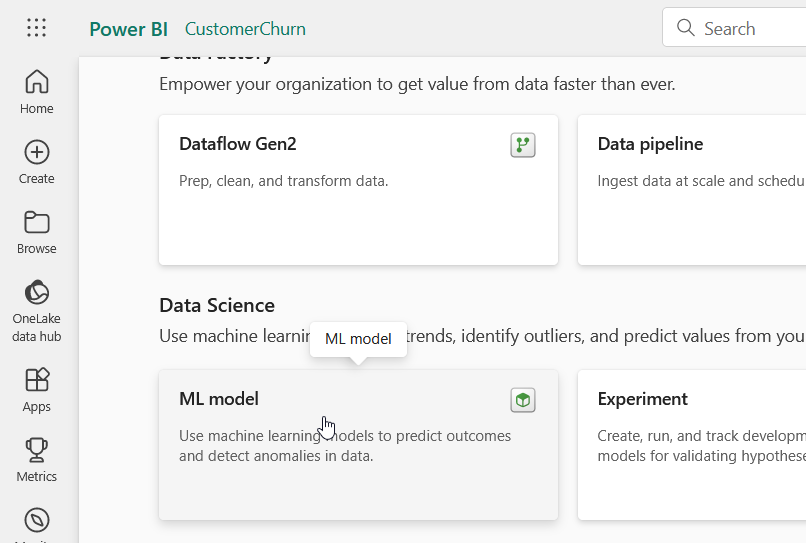 Power BI CustomerChurn
Search
Home
Create
Browse
OneLake
data hub
Apps
Metrics
Data Factory
Empower your organization to get value from data faster than ever.
Dataflow Gen2
Prep, clean, and transform data.
Data pipeline
Ingest data at scale and schedu
Data Science
Use machine learnin trends, identify outliers, and predict values from you
ML model
ML model
Use machine learning models to predict outcomes
and detect anomalies in data.
Experiment
Create, run, and track developm
models for validating hypothese